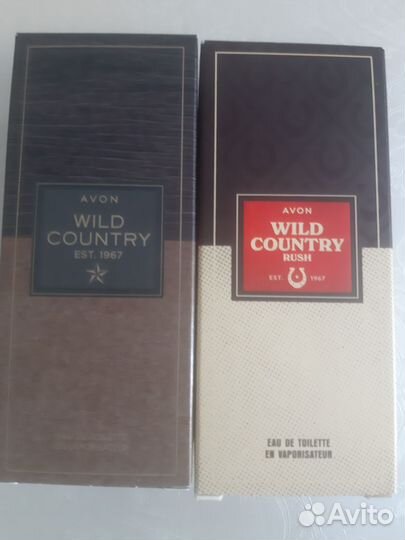 AVON
WILD
COUNTRY
EST. 1967
AVON
WILD
COUNTRY
RUSH
EST. 1967
EAU DE TOILETTE
EN VAPORISATEUR
Avito